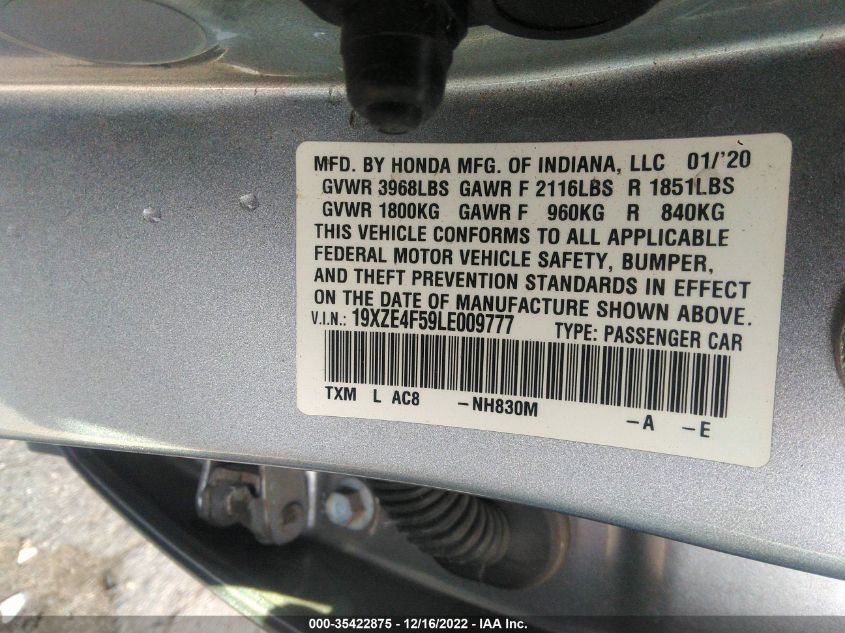 MFD. BY HONDA MFG. OF INDIANA, LLC 01/'20
GVWR 3968LBS GAWR F 2116LBS R 1851LBS
GVWR 1800KG GAWR F 960KG R 840KG
THIS VEHICLE CONFORMS TO ALL APPLICABLE
FEDERAL MOTOR VEHICLE SAFETY, BUMPER,
AND THEFT PREVENTION STANDARDS IN EFFECT
ON THE DATE OF MANUFACTURE SHOWN ABOVE.
V.I.N.: 19XZE4F59LE009777 TYPE: PASSENGER CAR
TXM L AC8 -NH830M -A -E
000-35422875 - 12/16/2022 - IAA Inc.